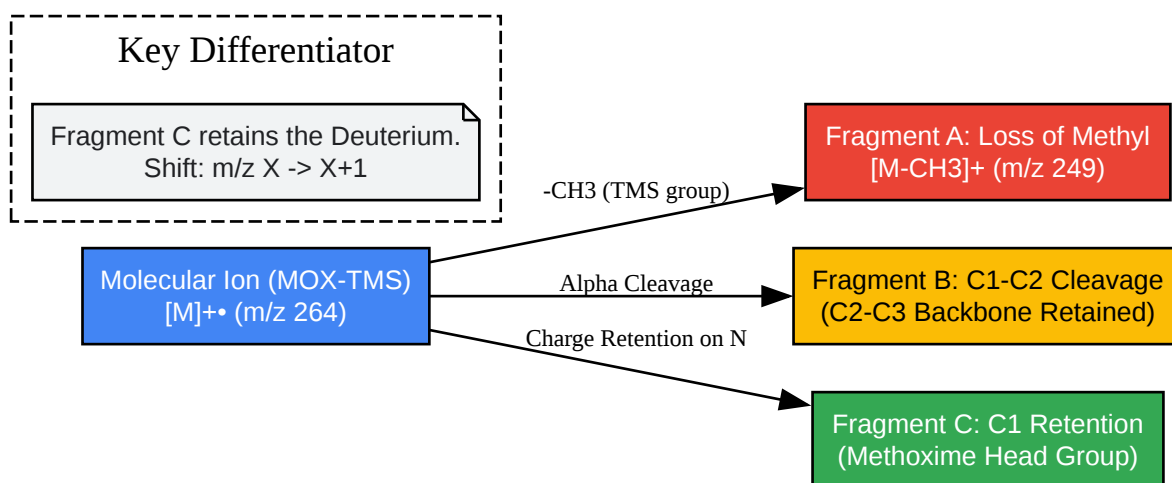 Key Differentiator
Fragment C retains the Deuterium.
Shift: m/z X -> X+1
Molecular Ion (MOX-TMS)
[M]+• (m/z 264)
-CH3 (TMS group)
Alpha Cleavage
Charge Retention on N
Fragment A: Loss of Methyl
[M-CH3]+ (m/z 249)
Fragment B: C1-C2 Cleavage
(C2-C3 Backbone Retained)
Fragment C: C1 Retention
(Methoxime Head Group)